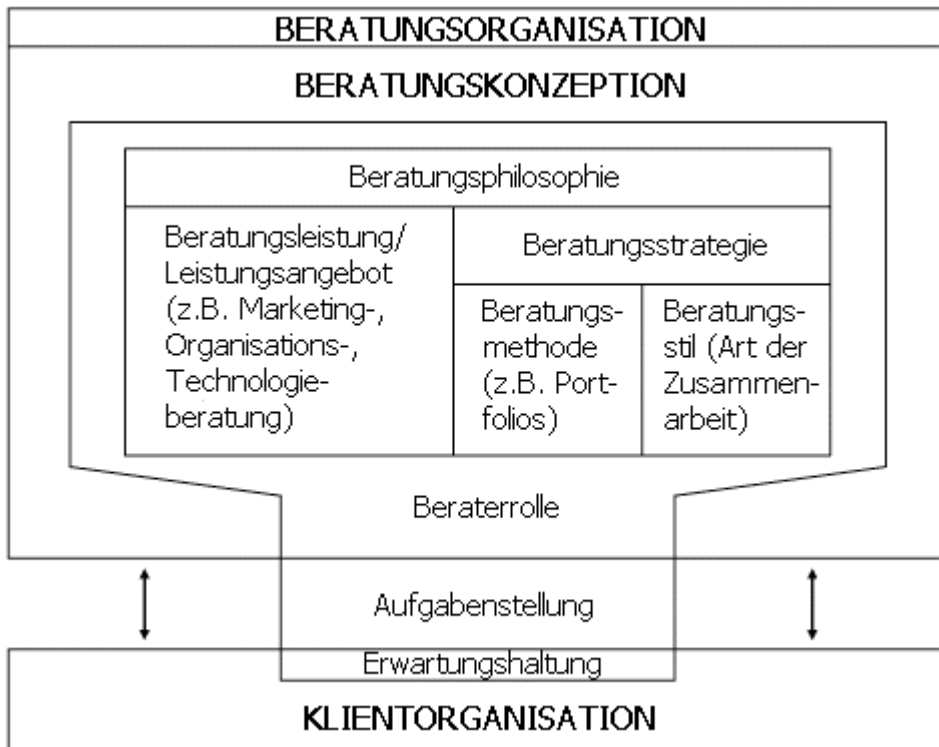 BERATUNGSORGANISATION
BERATUNGSKONZEPTION
Beratungsphilosophie
Beratungsleistung/
Leistungsangebot
(z.B. Marketing-,
Organisations-,
Technologie-
beratung)
Beratungsstrategie
Beratungs-
methode
(z.B. Port-
folios)
Beratungs-
stil (Art der
Zusammen-
arbeit)
Beraterrolle
Aufgabenstellung
Erwartungshaltung
KLIENTORGANISATION